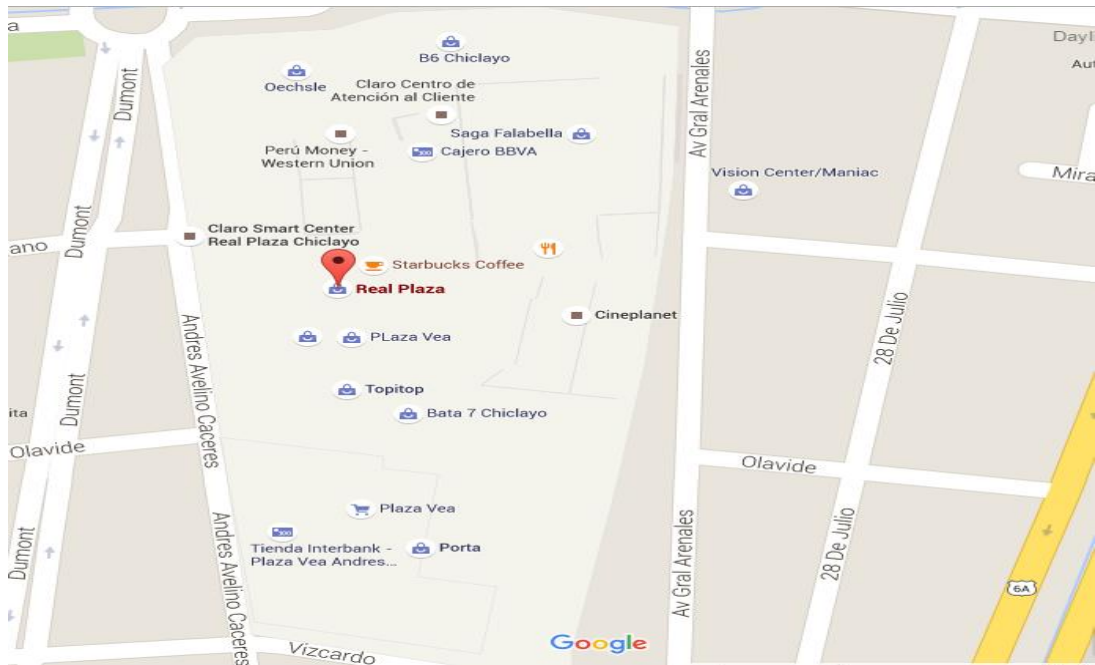 a
B6 Chiclayo
Dayl
Aut
Oechsle
Claro Centro de
Atención al Cliente
Dumont
Av Gral Arenales
Saga Falabella
Perú Money -
Western Union
Cajero BBVA
Vision Center/Maniac
Mira
Dumont
Claro Smart Center
Real Plaza Chiclayo
ano
Starbucks Coffee
Real Plaza
Cineplanet
28 De Julio
PLaza Vea
Andres Avelino Caceres
Dumont
Topitop
Bata 7 Chiclayo
ita
Olavide
Olavide
Plaza Vea
Tienda Interbank -
Plaza Vea Andres...
Porta
Andres Avelino Caceres
Dumont
Av Gral Arenales
28 De Julio
6A
Vizcardo
Google